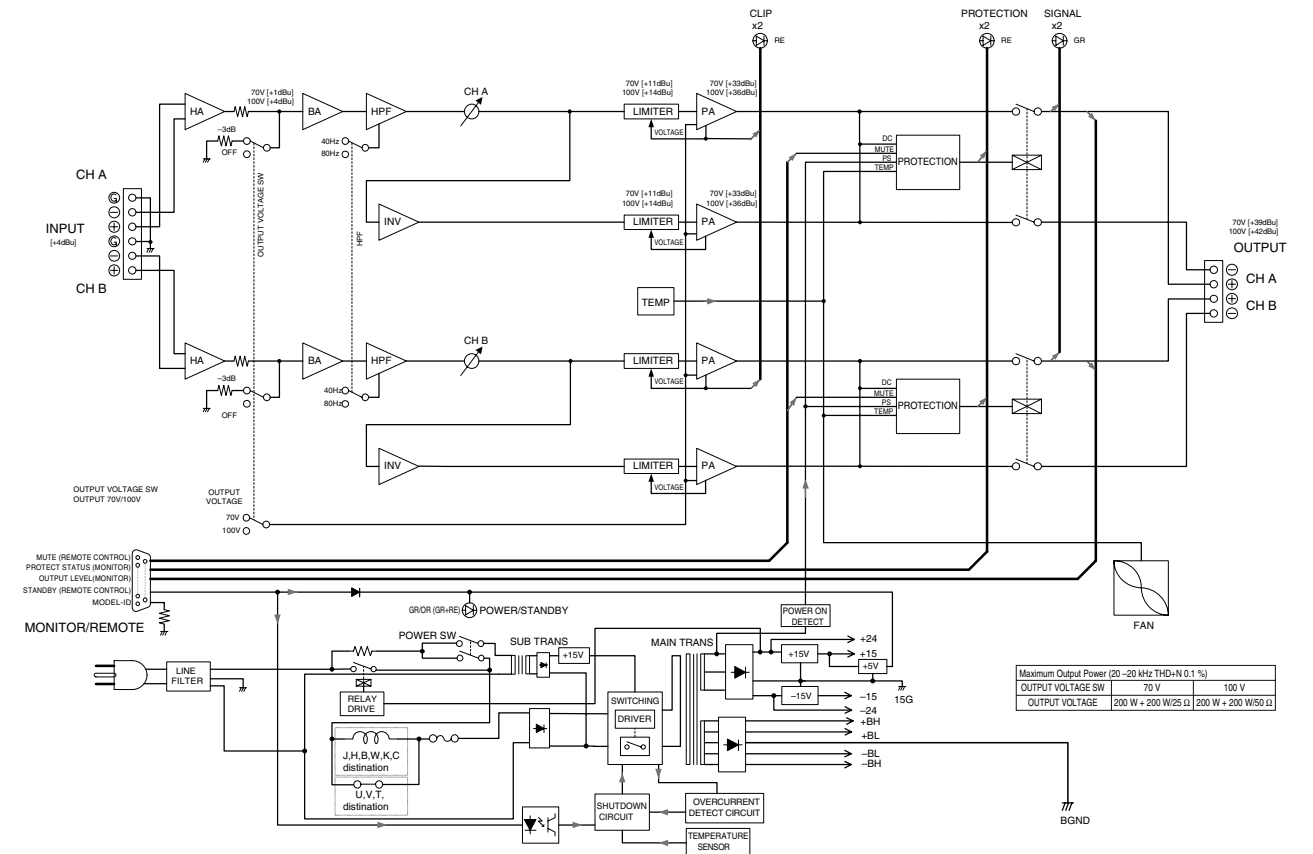 CLIP
x2
RE
PROTECTION
x2
RE
SIGNAL
x2
GR
70V [+1dBu]
100V [+4dBu]
HA
BA
HPF
CH A
70V [+11dBu]
100V [+14dBu]
LIMITER
VOLTAGE
70V [+33dBu]
100V [+36dBu]
PA
–3dB
OFF
40Hz
80Hz
DC
MUTE
PS
TEMP
PROTECTION
OUTPUT VOLTAGE SW
HPF
CH A
G
–
+
G
–
+
INPUT
[+4dBu]
CH B
INV
70V [+11dBu]
100V [+14dBu]
LIMITER
VOLTAGE
70V [+33dBu]
100V [+36dBu]
PA
70V [+39dBu]
100V [+42dBu]
OUTPUT
–
+
CH A
+
–
CH B
TEMP
HA
BA
HPF
CH B
LIMITER
VOLTAGE
PA
–3dB
OFF
40Hz
80Hz
DC
MUTE
PS
TEMP
PROTECTION
INV
LIMITER
VOLTAGE
PA
OUTPUT VOLTAGE SW
OUTPUT 70V/100V
OUTPUT
VOLTAGE
70V
100V
MUTE (REMOTE CONTROL)
PROTECT STATUS (MONITOR)
OUTPUT LEVEL(MONITOR)
STANDBY (REMOTE CONTROL)
MODEL-ID
MONITOR/REMOTE
GR/OR (GR+RE)
POWER/STANDBY
POWER ON
DETECT
FAN
POWER SW
SUB TRANS
+15V
MAIN TRANS
+24
+15V
+15
+5V
15G
–15V
–15
–24
+BH
+BL
–BL
–BH
BGND
LINE
FILTER
RELAY
DRIVE
SWITCHING
DRIVER
J,H,B,W,K,C
distination
U,V,T,
distination
SHUTDOWN
CIRCUIT
OVERCURRENT
DETECT CIRCUIT
TEMPERATURE
SENSOR
Maximum Output Power (20 –20 kHz THD+N 0.1 %)
OUTPUT VOLTAGE SW 70 V 100 V
OUTPUT VOLTAGE 200 W + 200 W/25 Ω 200 W + 200 W/50 Ω